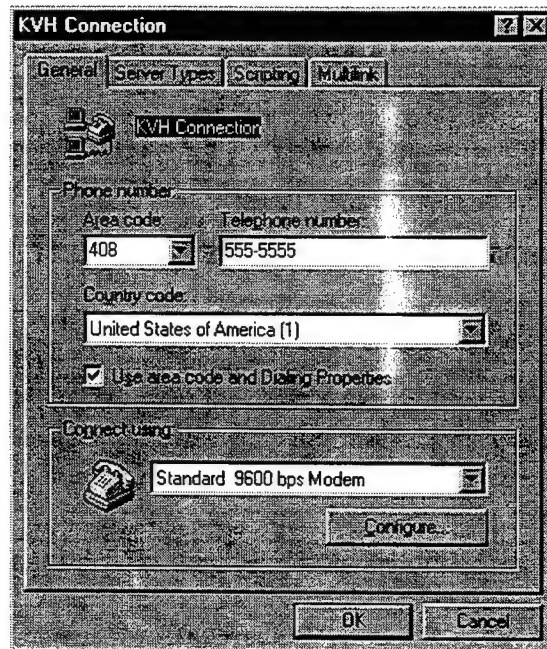 KVH Connection
General Server Types Scripting Multilink
KVH Connection
Phone number:
Area code: Telephone number:
408 - 555-5555
Country code:
United States of America (1)
Use area code and Dialing Properties
Connect using:
Standard 9600 bps Modem
Configure...
OK Cancel